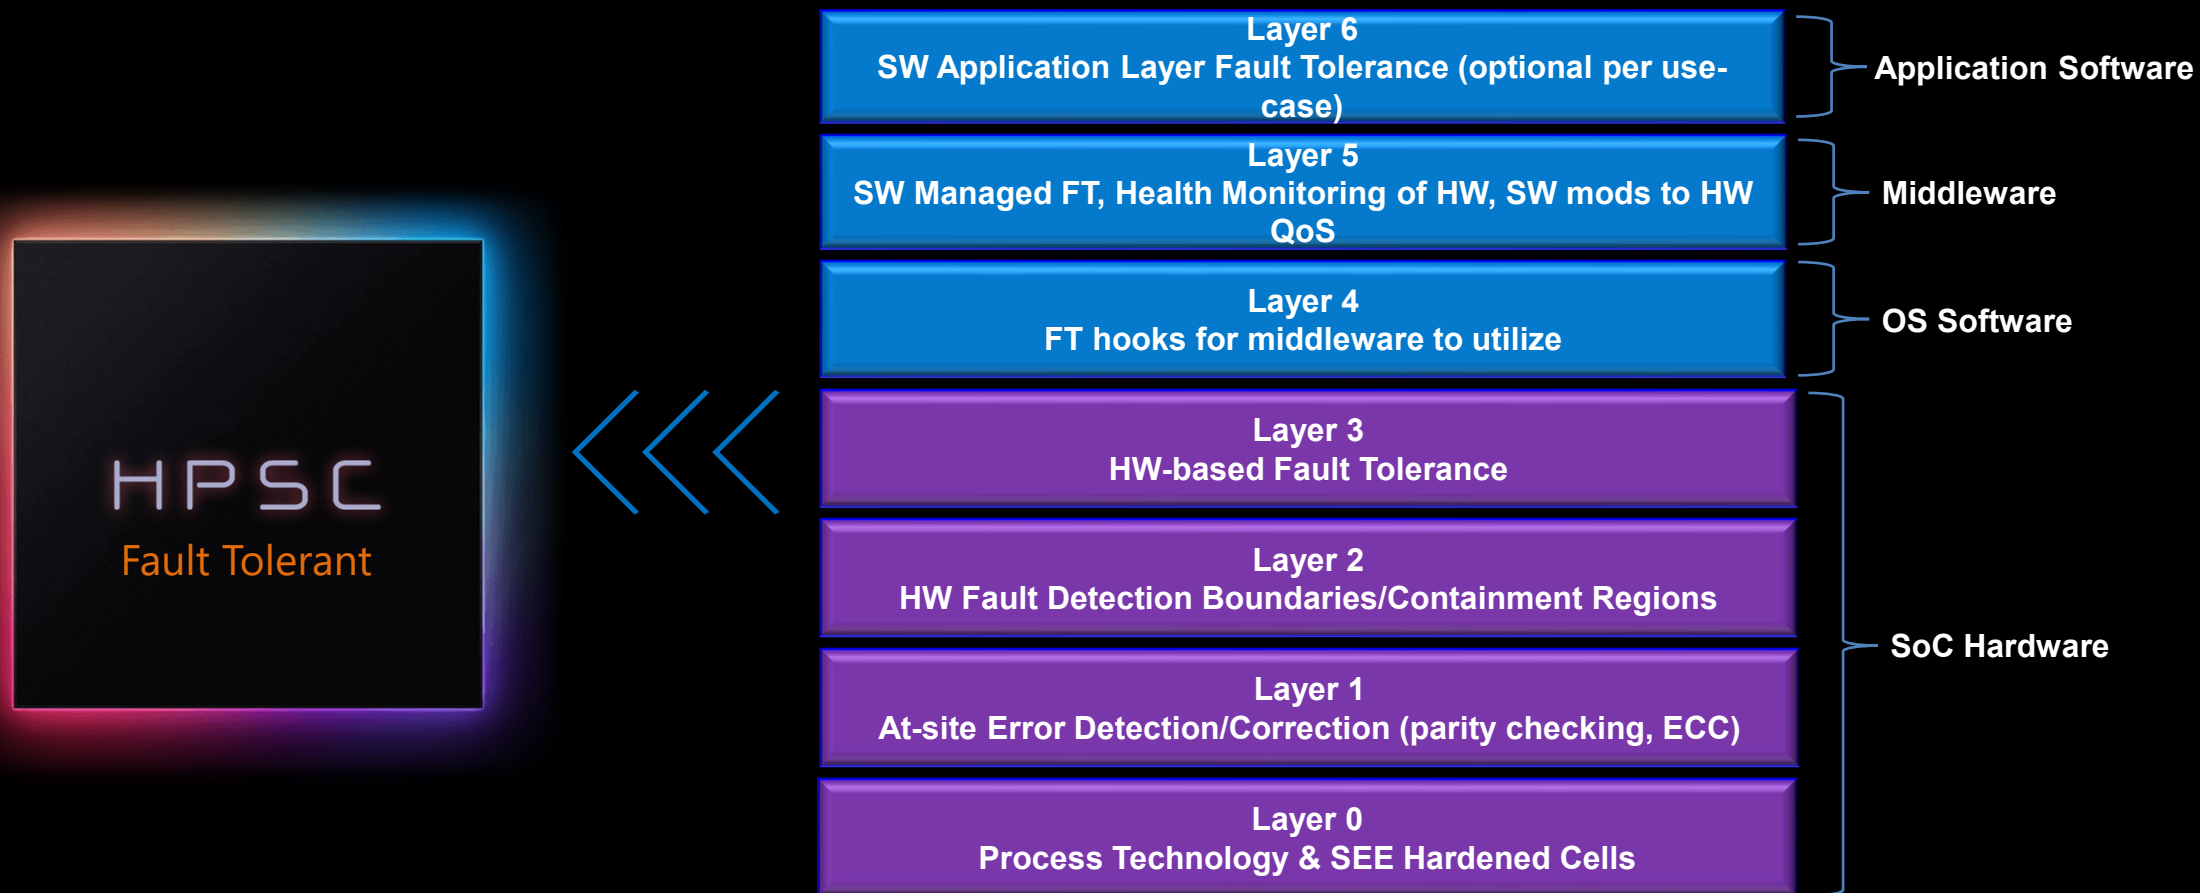 HPSC
Fault Tolerant
Layer 6
SW Application Layer Fault Tolerance (optional per use-
case)
Application Software
Layer 5
SW Managed FT, Health Monitoring of HW, SW mods to HW
QoS
Middleware
Layer 4
FT hooks for middleware to utilize
OS Software
Layer 3
HW-based Fault Tolerance
Layer 2
HW Fault Detection Boundaries/Containment Regions
Layer 1
At-site Error Detection/Correction (parity checking, ECC)
Layer 0
Process Technology & SEE Hardened Cells
SoC Hardware